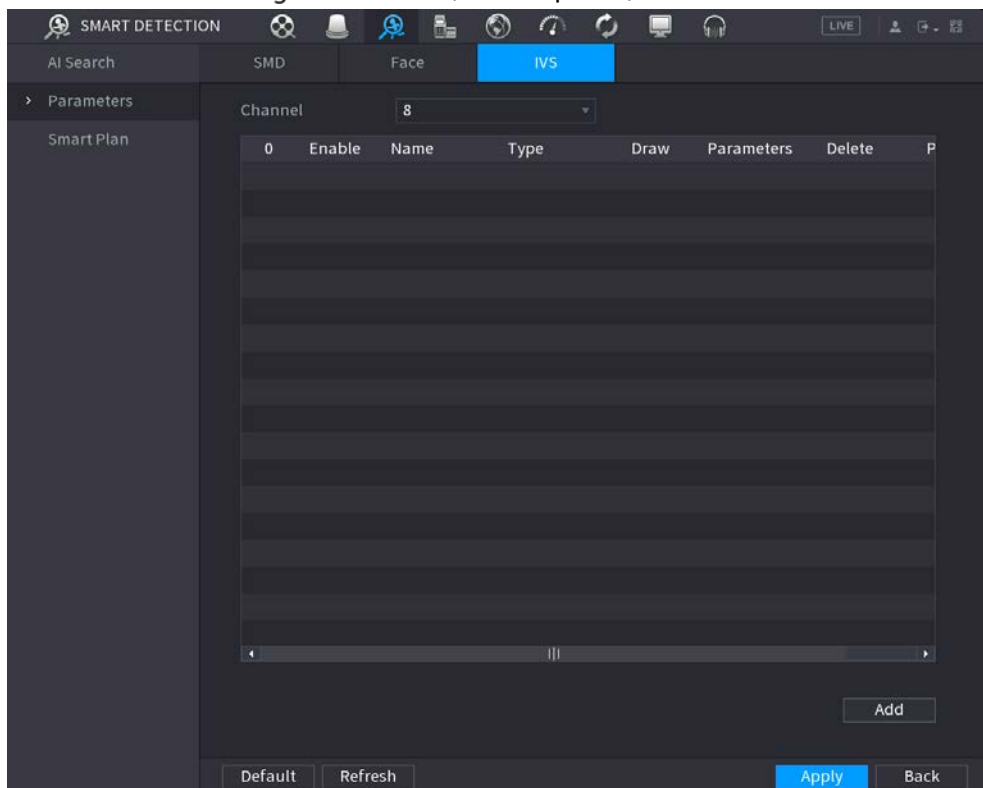 SMART DETECTION LIVE
AI Search SMD Face IVS
Parameters
Channel 8
Smart Plan
0 Enable Name Type Draw Parameters Delete P
Add
Default Refresh Apply Back